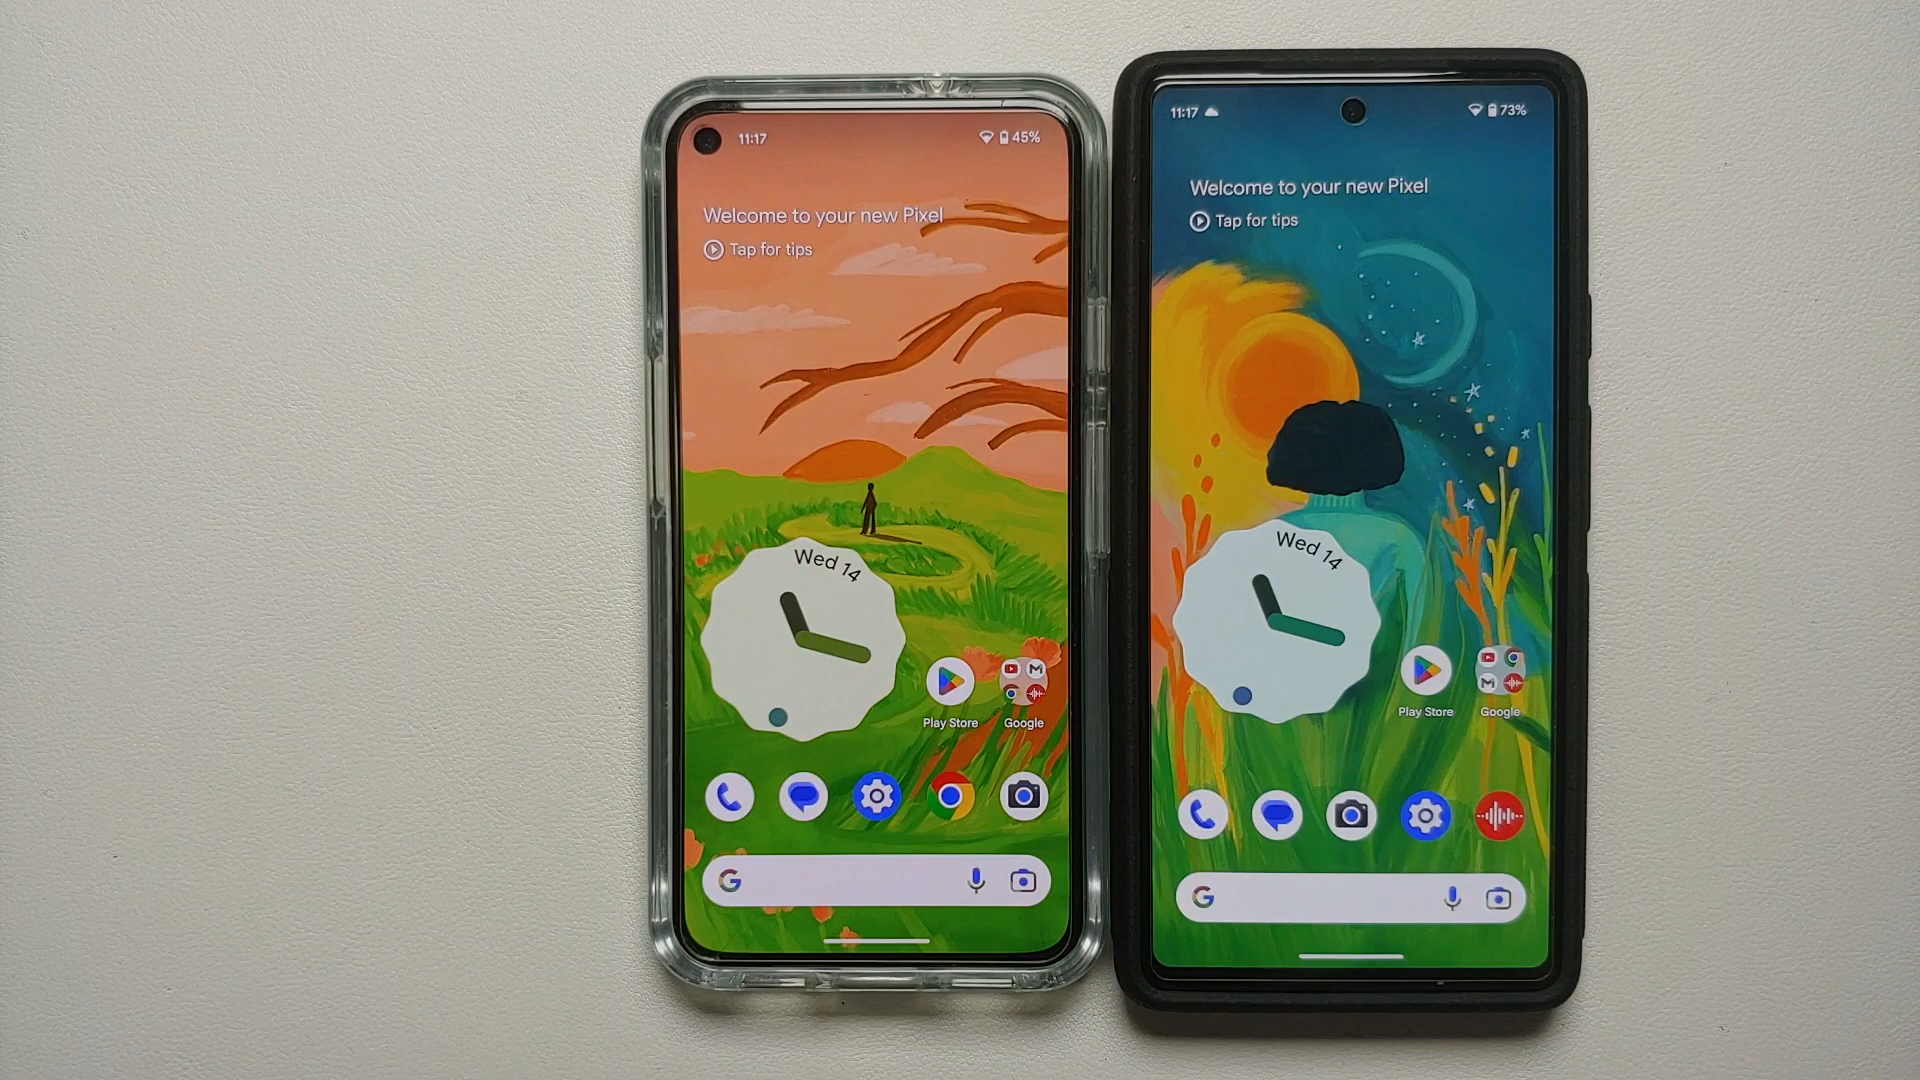 11:17
45%
Welcome to your new Pixel
Tap for tips
Wed 14
Play Store
Google
G
11:17
73%
Welcome to your new Pixel
Tap for tips
Wed 14
Play Store
Google
G